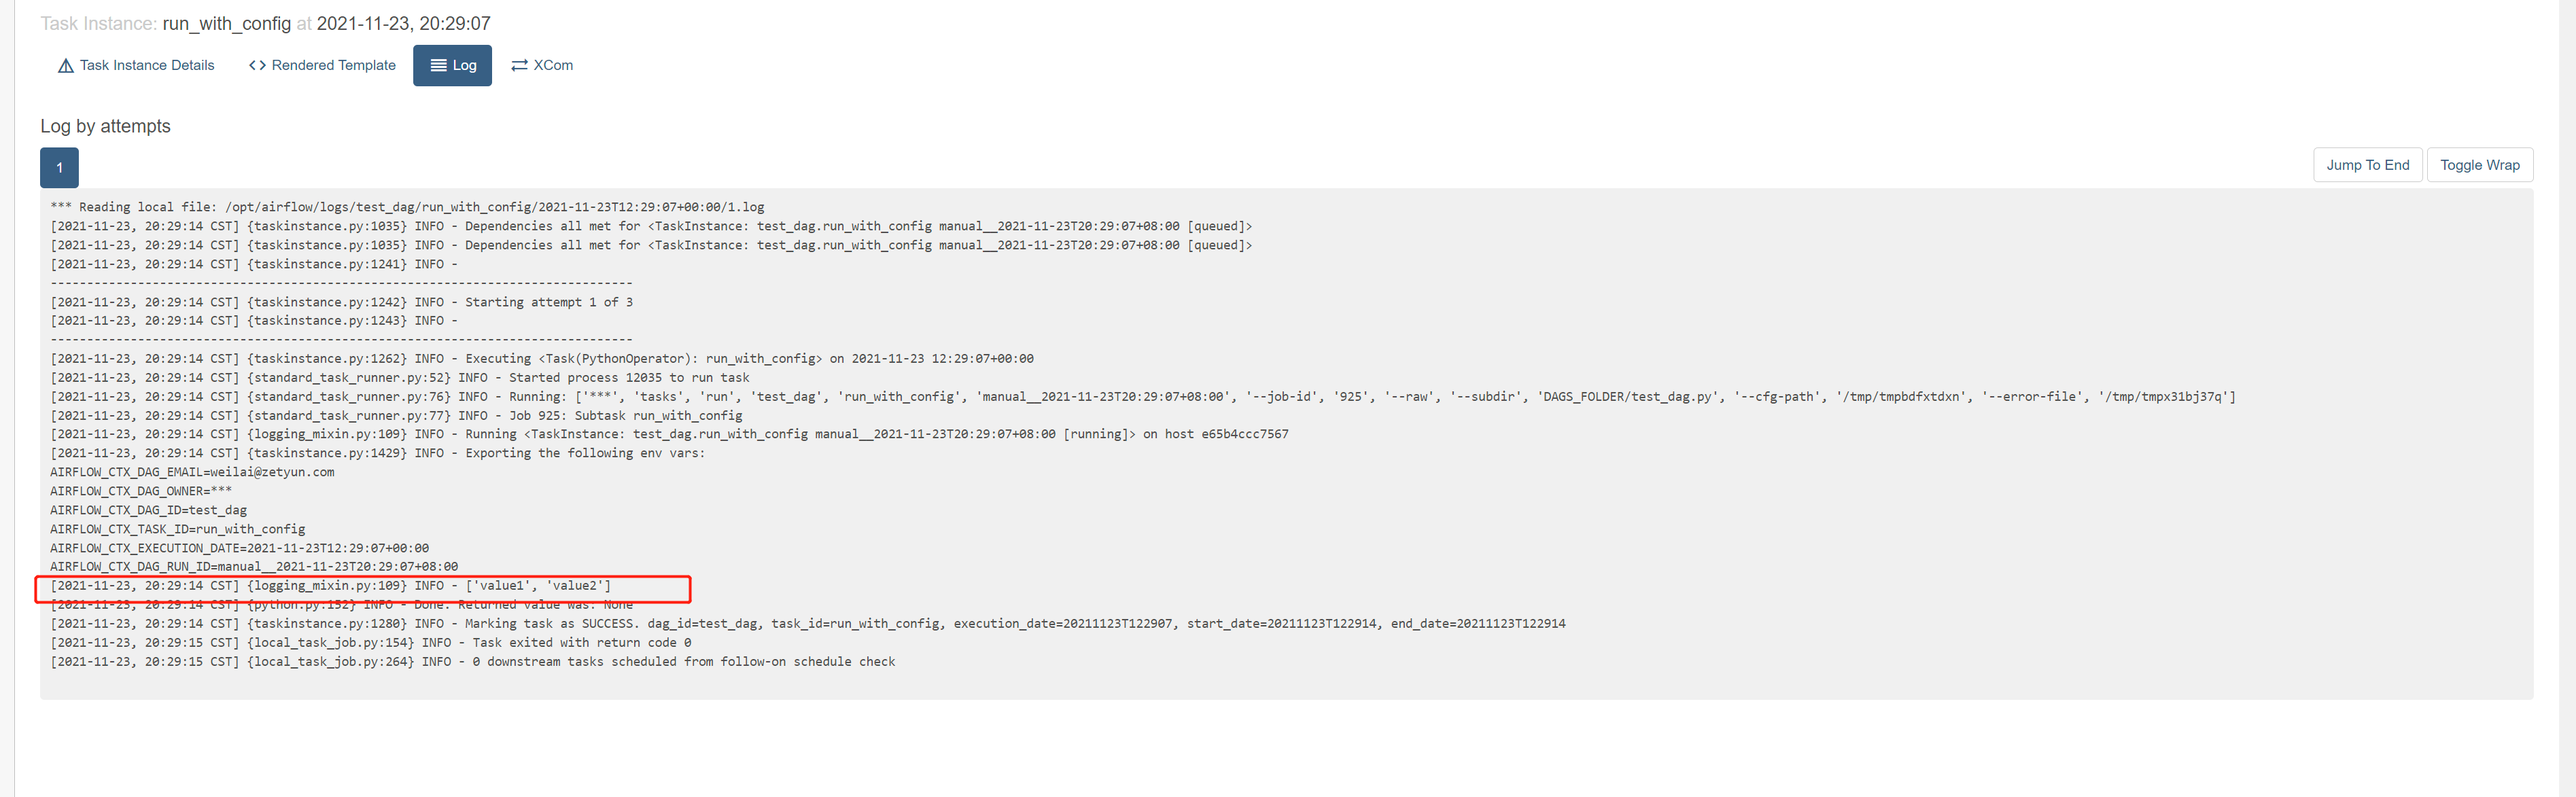 Task Instance: run_with_config at 2021-11-23, 20:29:07
Task Instance Details Rendered Template Log XCom
Log by attempts
1
Jump To End Toggle Wrap
*** Reading local file: /opt/airflow/logs/test_dag/run_with_config/2021-11-23T12:29:07+00:00/1.log
[2021-11-23, 20:29:14 CST] {taskinstance.py:1035} INFO - Dependencies all met for <TaskInstance: test_dag.run_with_config manual__2021-11-23T20:29:07+08:00 [queued]>
[2021-11-23, 20:29:14 CST] {taskinstance.py:1035} INFO - Dependencies all met for <TaskInstance: test_dag.run_with_config manual__2021-11-23T20:29:07+08:00 [queued]>
[2021-11-23, 20:29:14 CST] {taskinstance.py:1241} INFO -
--------------------------------------------------------------------------------
[2021-11-23, 20:29:14 CST] {taskinstance.py:1242} INFO - Starting attempt 1 of 3
[2021-11-23, 20:29:14 CST] {taskinstance.py:1243} INFO -
--------------------------------------------------------------------------------
[2021-11-23, 20:29:14 CST] {taskinstance.py:1262} INFO - Executing <Task(PythonOperator): run_with_config> on 2021-11-23 12:29:07+00:00
[2021-11-23, 20:29:14 CST] {standard_task_runner.py:52} INFO - Started process 12035 to run task
[2021-11-23, 20:29:14 CST] {standard_task_runner.py:76} INFO - Running: ['***', 'tasks', 'run', 'test_dag', 'run_with_config', 'manual__2021-11-23T20:29:07+08:00', '--job-id', '925', '--raw', '--subdir', 'DAGS_FOLDER/test_dag.py', '--cfg-path', '/tmp/tmpbdfxtdxn', '--error-file', '/tmp/tmpx31bj37q']
[2021-11-23, 20:29:14 CST] {standard_task_runner.py:77} INFO - Job 925: Subtask run_with_config
[2021-11-23, 20:29:14 CST] {logging_mixin.py:109} INFO - Running <TaskInstance: test_dag.run_with_config manual__2021-11-23T20:29:07+08:00 [running]> on host e65b4ccc7567
[2021-11-23, 20:29:14 CST] {taskinstance.py:1429} INFO - Exporting the following env vars:
AIRFLOW_CTX_DAG_EMAIL=weilai@zetyun.com
AIRFLOW_CTX_DAG_OWNER=***
AIRFLOW_CTX_DAG_ID=test_dag
AIRFLOW_CTX_TASK_ID=run_with_config
AIRFLOW_CTX_EXECUTION_DATE=2021-11-23T12:29:07+00:00
AIRFLOW_CTX_DAG_RUN_ID=manual__2021-11-23T20:29:07+08:00
[2021-11-23, 20:29:14 CST] {logging_mixin.py:109} INFO - ['value1', 'value2']
[2021-11-23, 20:29:14 CST] {python.py:152} INFO - Done. Returned value was: None
[2021-11-23, 20:29:14 CST] {taskinstance.py:1280} INFO - Marking task as SUCCESS. dag_id=test_dag, task_id=run_with_config, execution_date=20211123T122907, start_date=20211123T122914, end_date=20211123T122914
[2021-11-23, 20:29:15 CST] {local_task_job.py:154} INFO - Task exited with return code 0
[2021-11-23, 20:29:15 CST] {local_task_job.py:264} INFO - 0 downstream tasks scheduled from follow-on schedule check